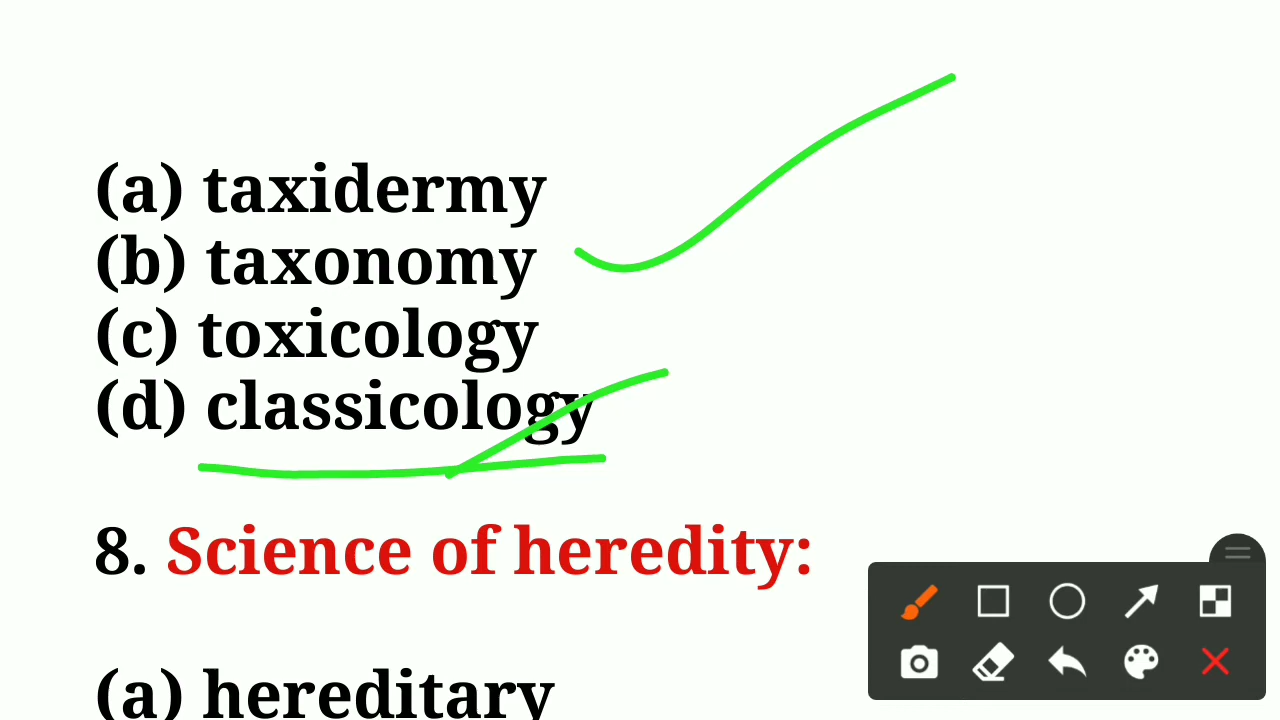 (a) taxidermy
(b) taxonomy
(c) toxicology
(d) classicology
8. Science of heredity:
(a) hereditary